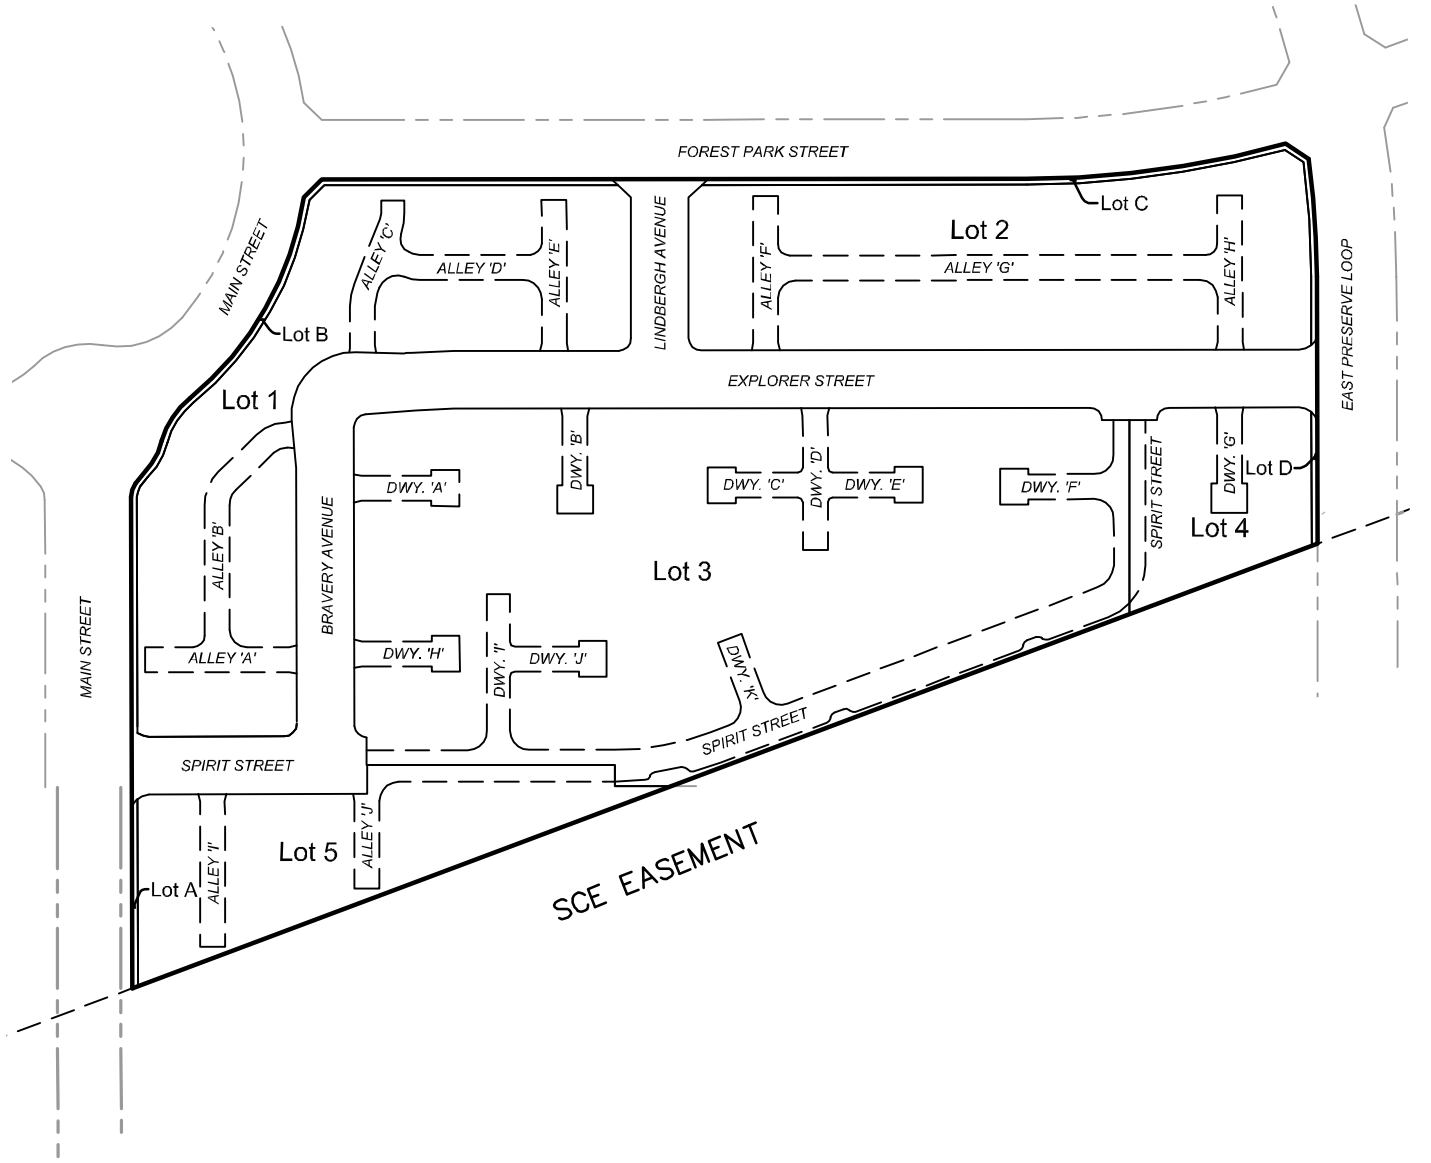 FOREST PARK STREET
Lot C
Lot 2
MAIN STREET
ALLEY 'C'
ALLEY 'D'
ALLEY 'E'
LINDBERGH AVENUE
ALLEY 'F'
ALLEY 'G'
ALLEY 'H'
EAST PRESERVE LOOP
Lot B
EXPLORER STREET
Lot 1
DWY. 'A'
DWY. 'B'
DWY. 'C'
DWY. 'D'
DWY. 'E'
DWY. 'F'
SPIRIT STREET
DWY. 'G'
Lot D
Lot 4
ALLEY 'B'
BRAVERY AVENUE
Lot 3
MAIN STREET
ALLEY 'A'
DWY. 'H'
DWY. 'I'
DWY. 'J'
DWY. 'K'
SPIRIT STREET
SPIRIT STREET
Lot 5
ALLEY 'J'
Lot A
ALLEY 'I'
SCE EASEMENT